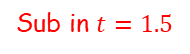 Sub in t = 1.5